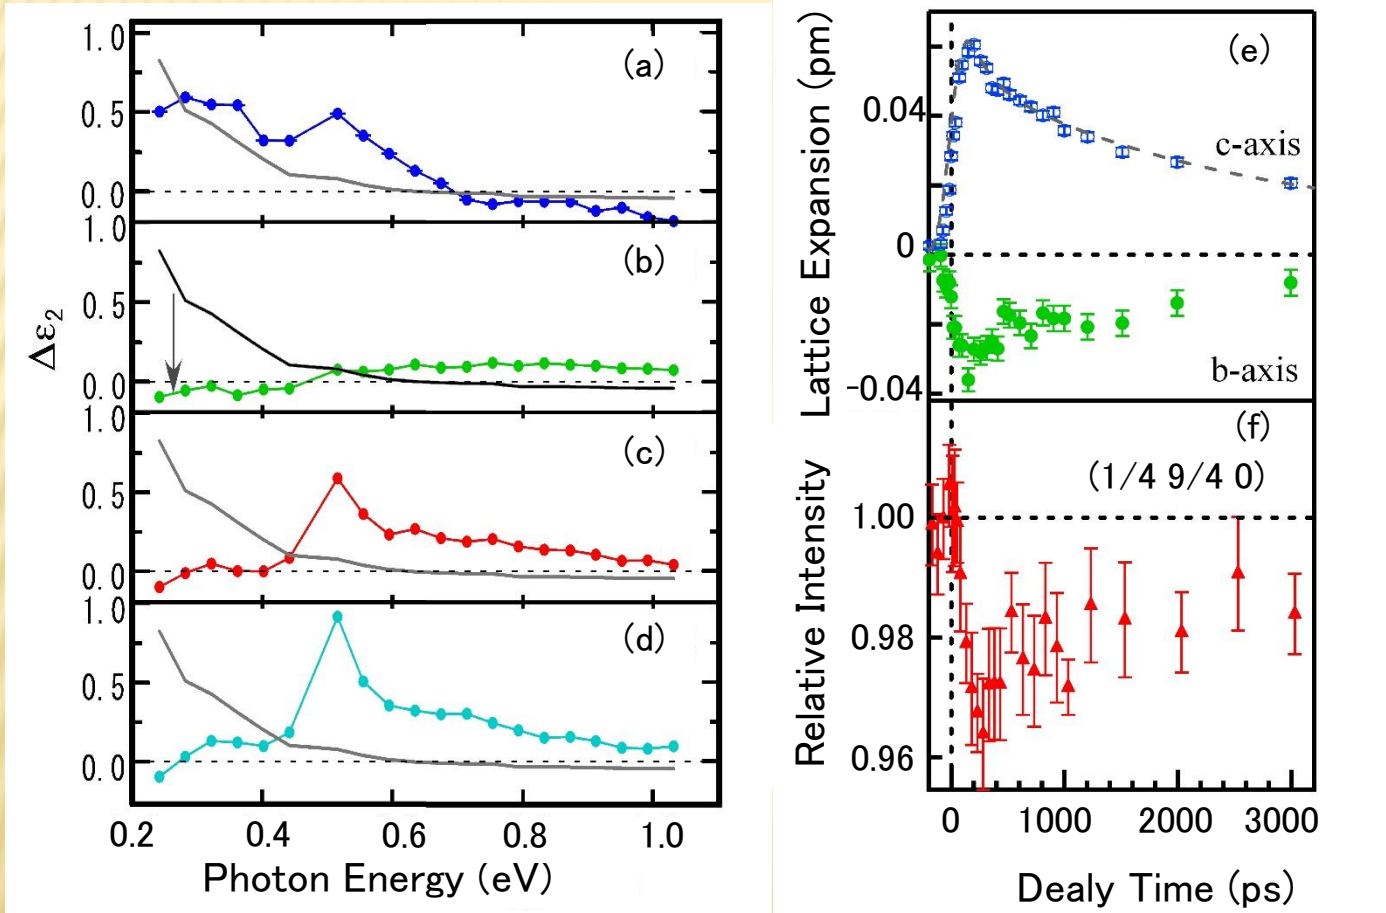 (a)
1.0
0.5
0.0
(b)
1.0
0.5
0.0
(c)
1.0
0.5
0.0
(d)
1.0
0.5
0.0
Δε2
0.2 0.4 0.6 0.8 1.0
Photon Energy (eV)
(e)
Lattice Expansion (pm)
0.04
c-axis
0
b-axis
-0.04
(f)
(1/4 9/4 0)
Relative Intensity
1.00
0.98
0.96
0 1000 2000 3000
Dealy Time (ps)